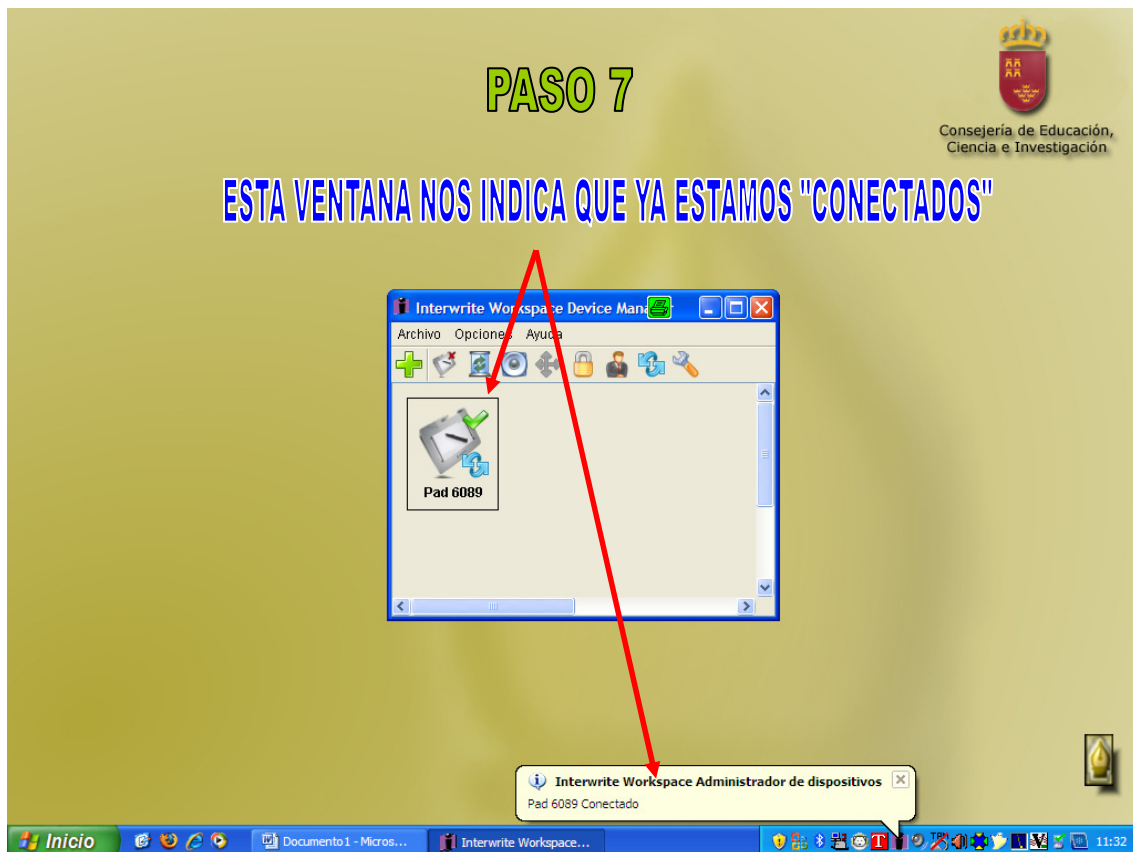 PASO 7
Consejería de Educación,
Ciencia e Investigación
ESTA VENTANA NOS INDICA QUE YA ESTAMOS "CONECTADOS"
Interwrite Workspace Device Mana
Archivo Opciones Ayuda
Pad 6089
Interwrite Workspace Administrador de dispositivos
Pad 6089 Conectado
Inicio
Documento1 - Micros...
Interwrite Workspace...
11:32